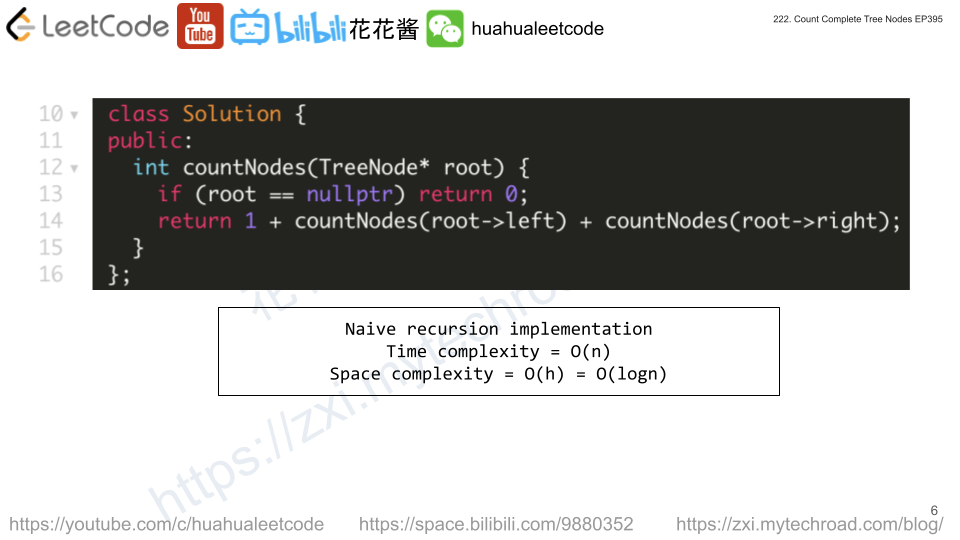 LeetCode You Tube bilibili 花花酱 huahualeetcode
222. Count Complete Tree Nodes EP395
10 class Solution {
11 public:
12   int countNodes(TreeNode* root) {
13     if (root == nullptr) return 0;
14     return 1 + countNodes(root->left) + countNodes(root->right);
15   }
16 };
Naive recursion implementation
Time complexity = O(n)
Space complexity = O(h) = O(logn)
https://zxi.mytechroad
6
https://youtube.com/c/huahualeetcode https://space.bilibili.com/9880352 https://zxi.mytechroad.com/blog/